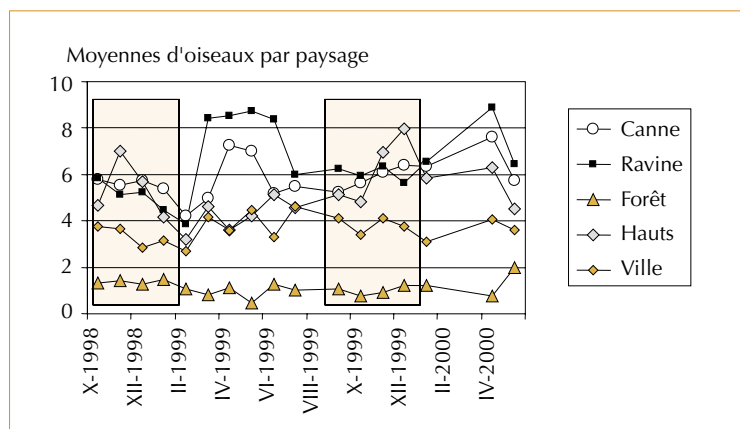 Moyennes d'oiseaux par paysage
10
8
6
4
2
0
X-1998
XII-1998
II-1999
IV-1999
VI-1999
VIII-1999
X-1999
XII-1999
II-2000
IV-2000
Canne
Ravine
Forêt
Hauts
Ville